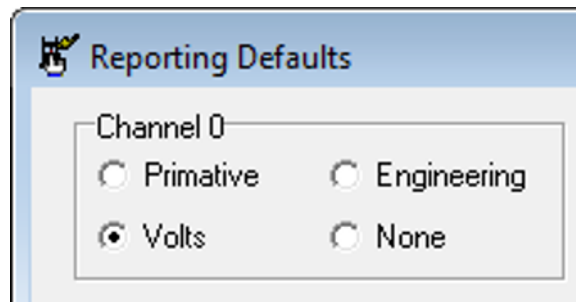 Reporting Defaults
Channel 0
Primative Engineering
Volts None